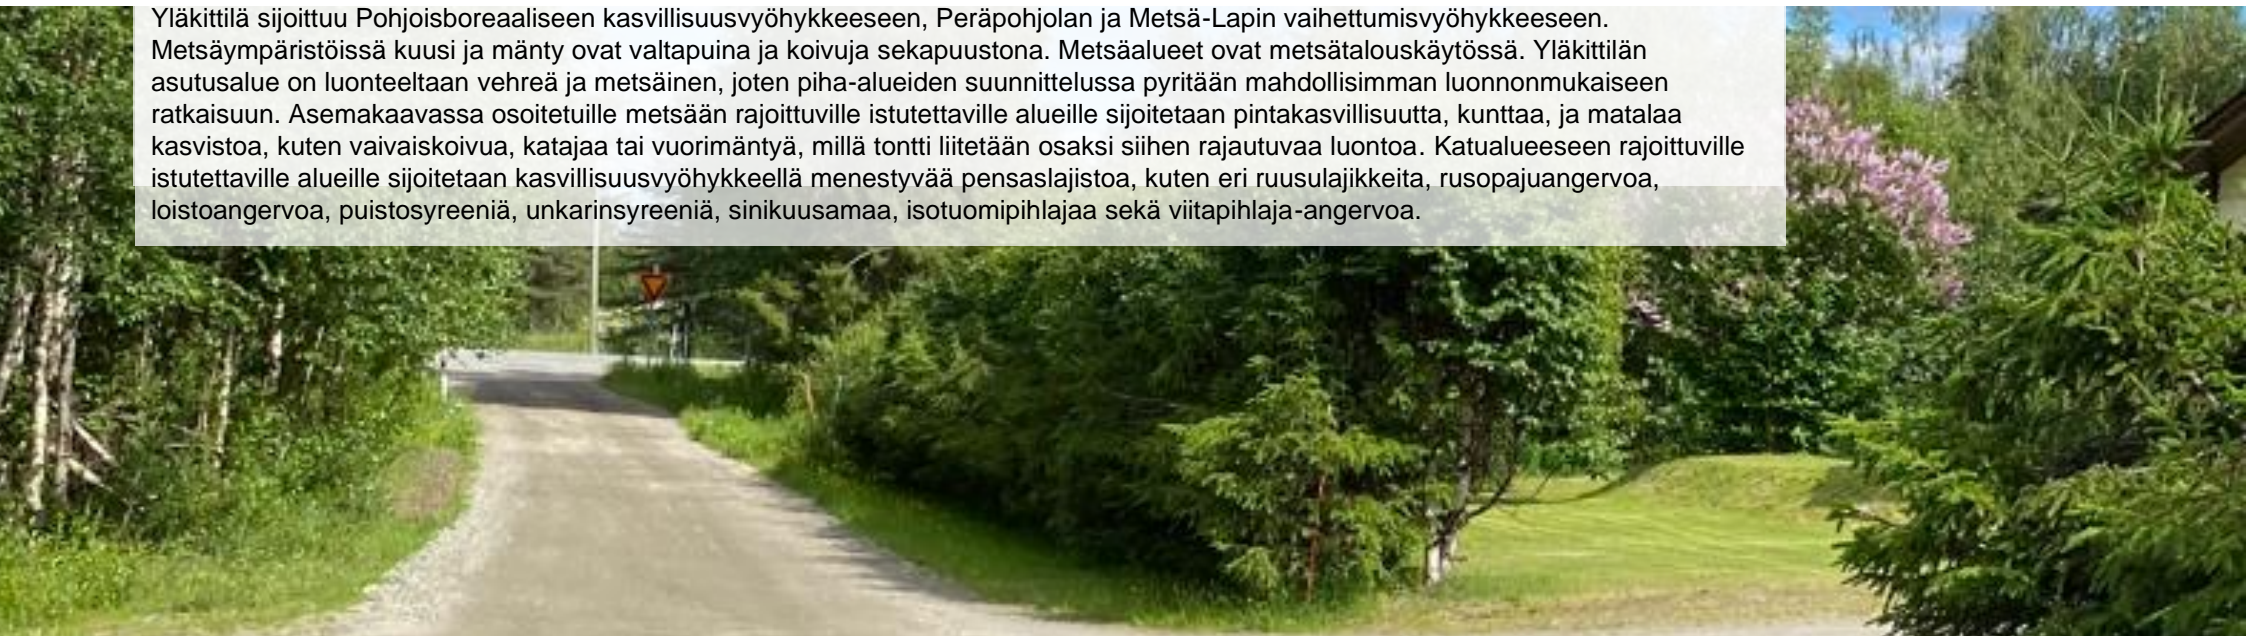 Yläkittilä sijoittuu Pohjoisboreaaliseen kasvillisuusvyöhykkeeseen, Peräpohjolan ja Metsä-Lapin vaihettumisvyöhykkeeseen.
Metsäympäristöissä kuusi ja mänty ovat valtapuina ja koivuja sekapuustona. Metsäalueet ovat metsätalouskäytössä. Yläkittilän
asutusalue on luonteeltaan vehreä ja metsäinen, joten piha-alueiden suunnittelussa pyritään mahdollisimman luonnonmukaiseen
ratkaisuun. Asemakaavassa osoitetuille metsään rajoittuville istutettaville alueille sijoitetaan pintakasvillisuutta, kunttaa, ja matalaa
kasvistoa, kuten vaivaiskoivua, katajaa tai vuorimäntyä, millä tontti liitetään osaksi siihen rajautuvaa luontoa. Katualueeseen rajoittuville
istutettaville alueille sijoitetaan kasvillisuusvyöhykkeellä menestyvää pensaslajistoa, kuten eri ruusulajikkeita, rusopajuangervoa,
loistoangervoa, puistosyreeniä, unkarinsyreeniä, sinikuusamaa, isotuomipihlajaa sekä viitapihlaja-angervoa.